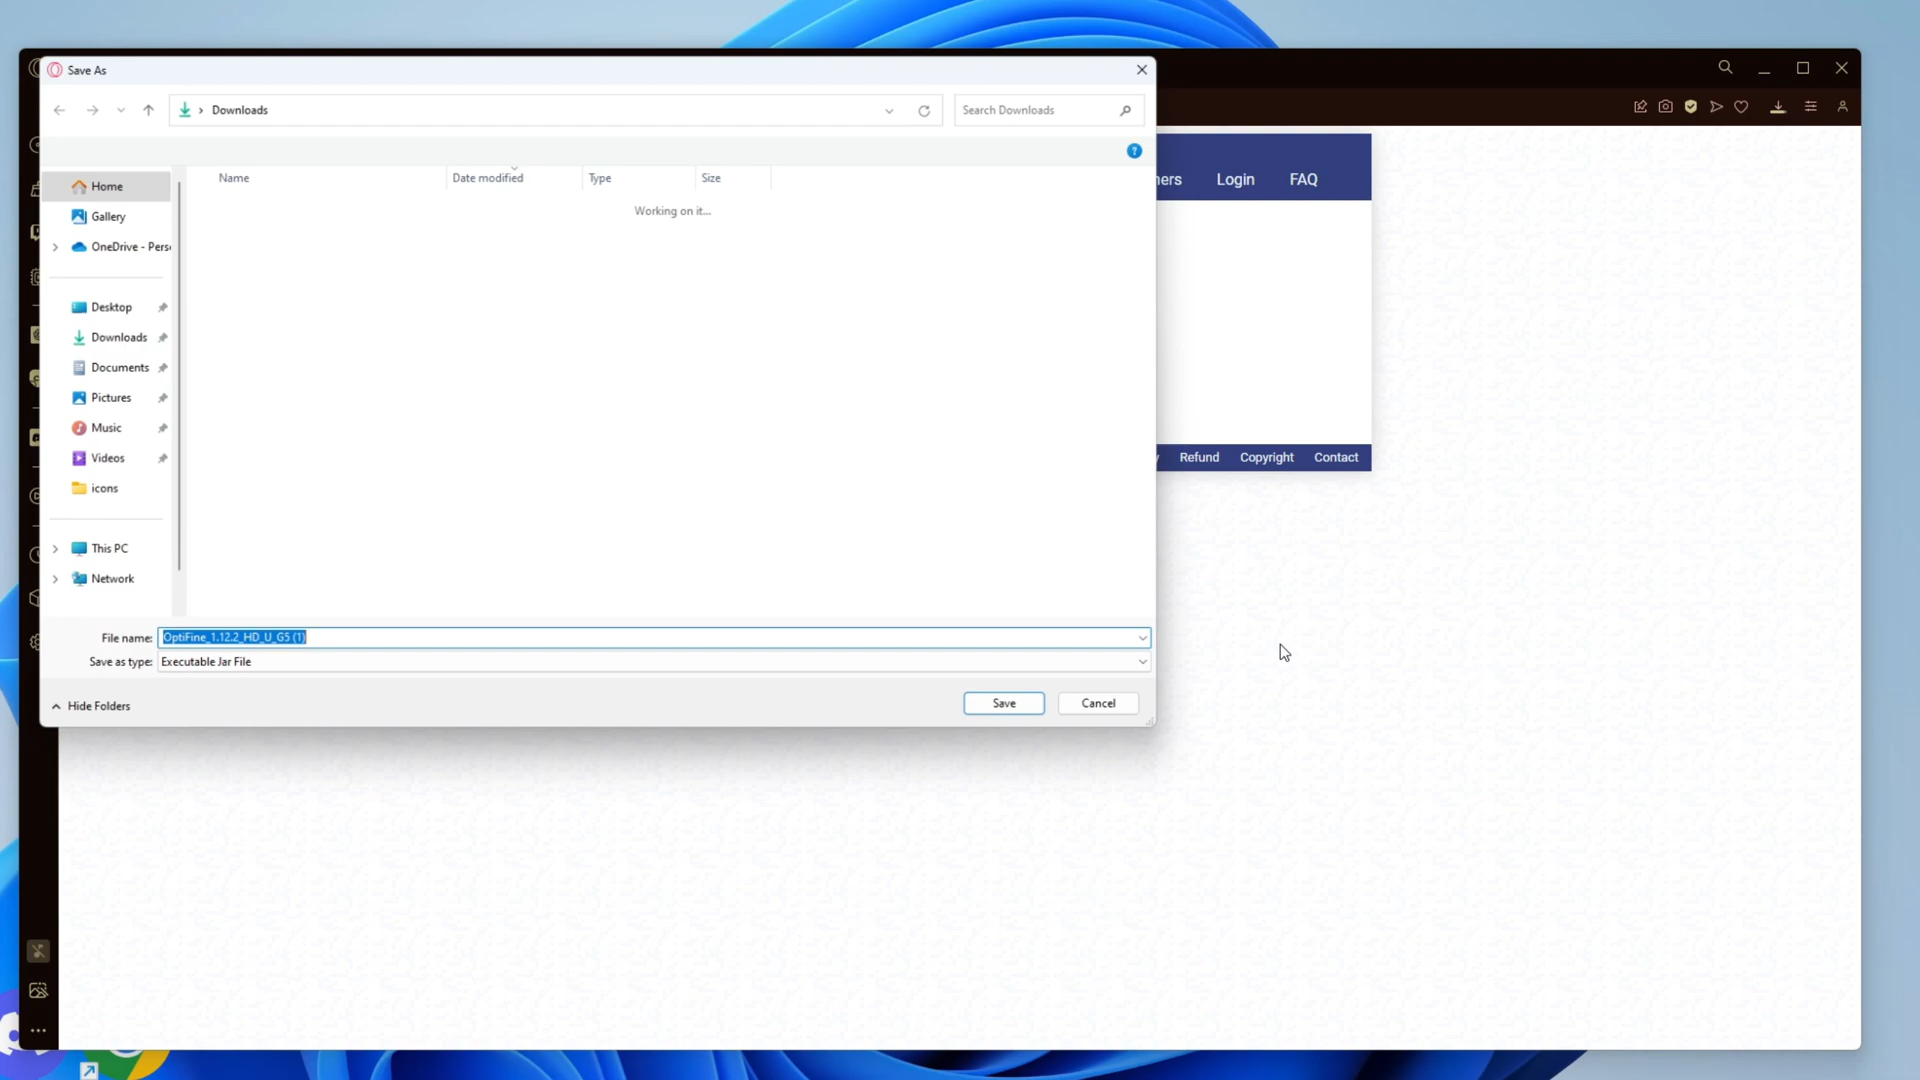 Save As
Downloads
Search Downloads
Name
Date modified
Type
Size
Working on it...
Home
Gallery
OneDrive - Pers
Desktop
Downloads
Documents
Pictures
Music
Videos
icons
This PC
Network
File name: OptiFine_1.12.2_HD_U_G5 (1)
Save as type: Executable Jar File
Hide Folders
Save
Cancel
Login
FAQ
Refund
Copyright
Contact